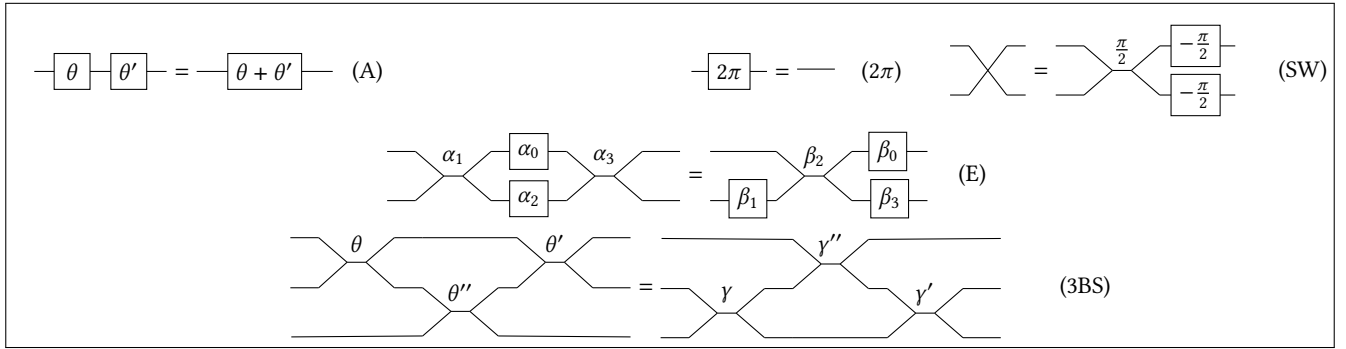 θ θ′ = θ + θ′ (A) 2π = (2π) = π/2 −π/2 −π/2 (SW)
α₁ α₀ α₂ α₃ = β₁ β₂ β₀ β₃ (E)
θ θ″ θ′ = γ γ″ γ′ (3BS)